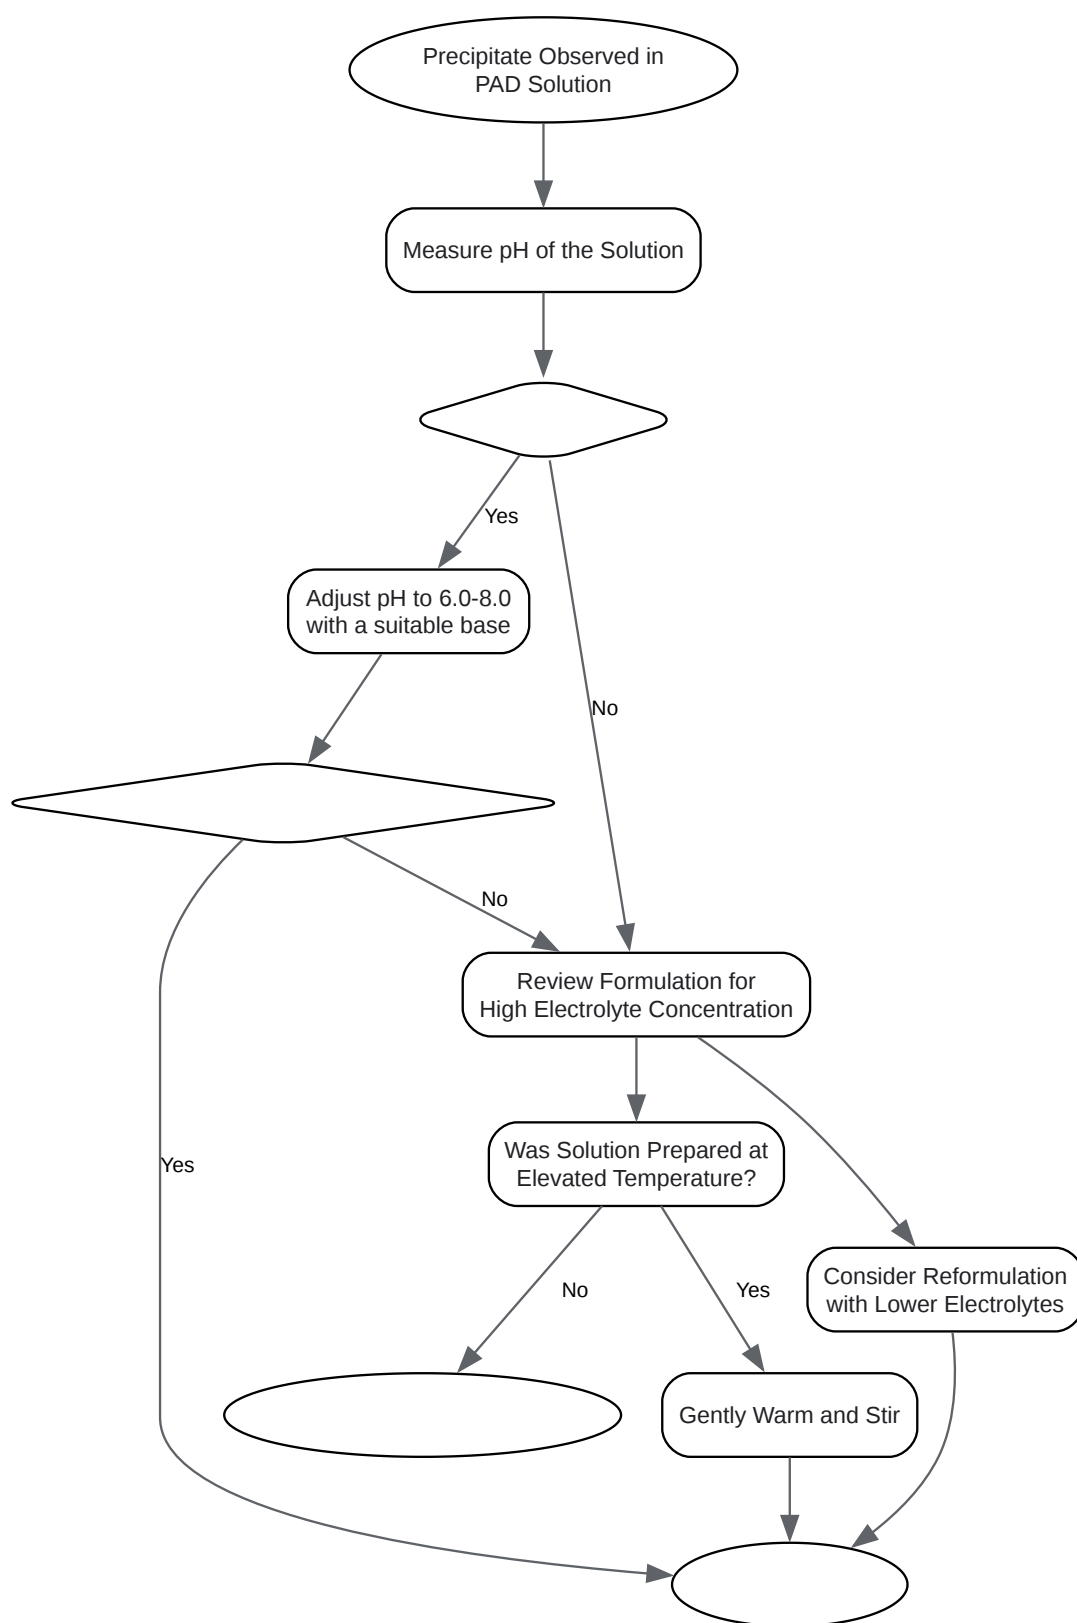 Precipitate Observed in
PAD Solution
Measure pH of the Solution
Yes
Adjust pH to 6.0-8.0
with a suitable base
No
No
Review Formulation for
High Electrolyte Concentration
Was Solution Prepared at
Elevated Temperature?
Yes
Consider Reformulation
with Lower Electrolytes
No
Yes
Gently Warm and Stir